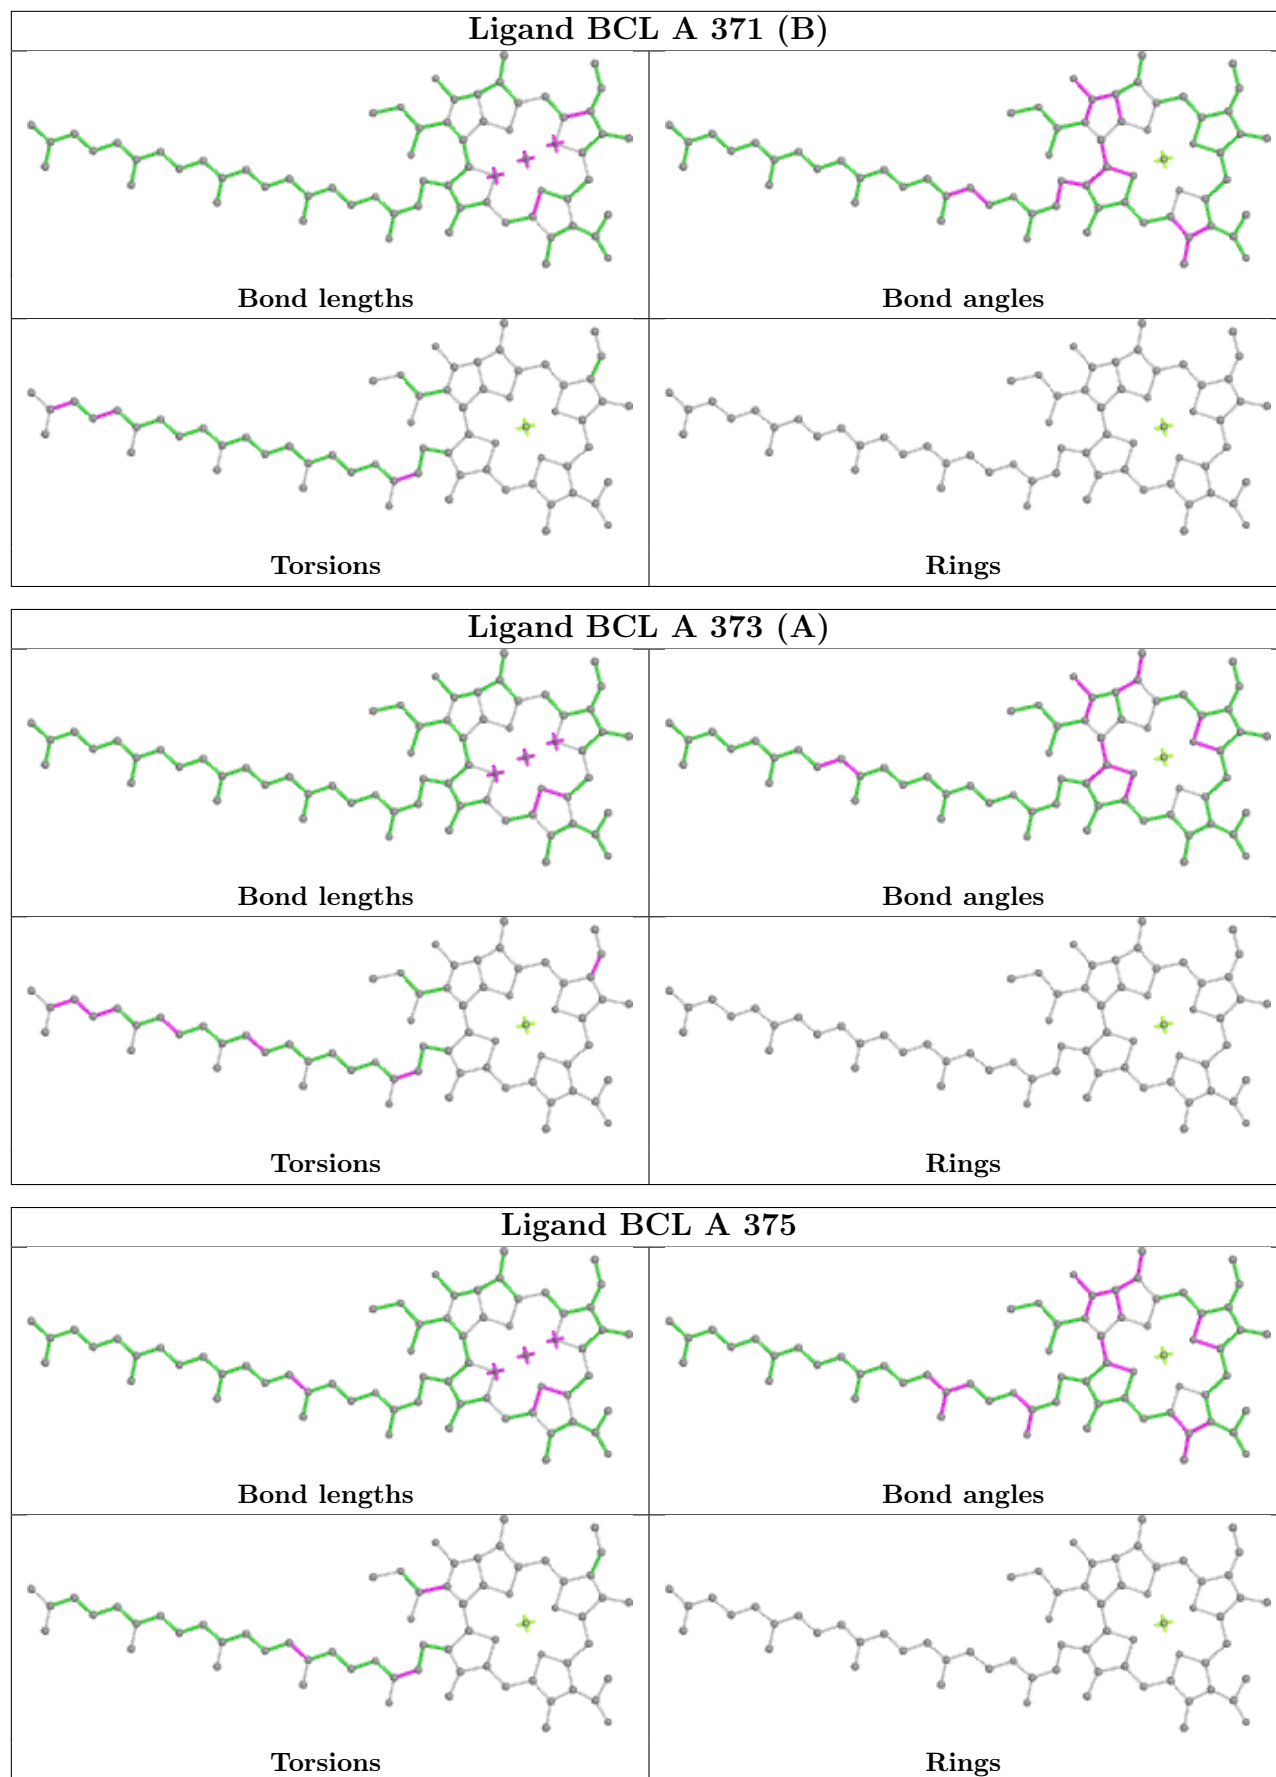 Ligand BCL A 371 (B)
Bond lengths
Bond angles
Torsions
Rings
Ligand BCL A 373 (A)
Bond lengths
Bond angles
Torsions
Rings
Ligand BCL A 375
Bond lengths
Bond angles
Torsions
Rings